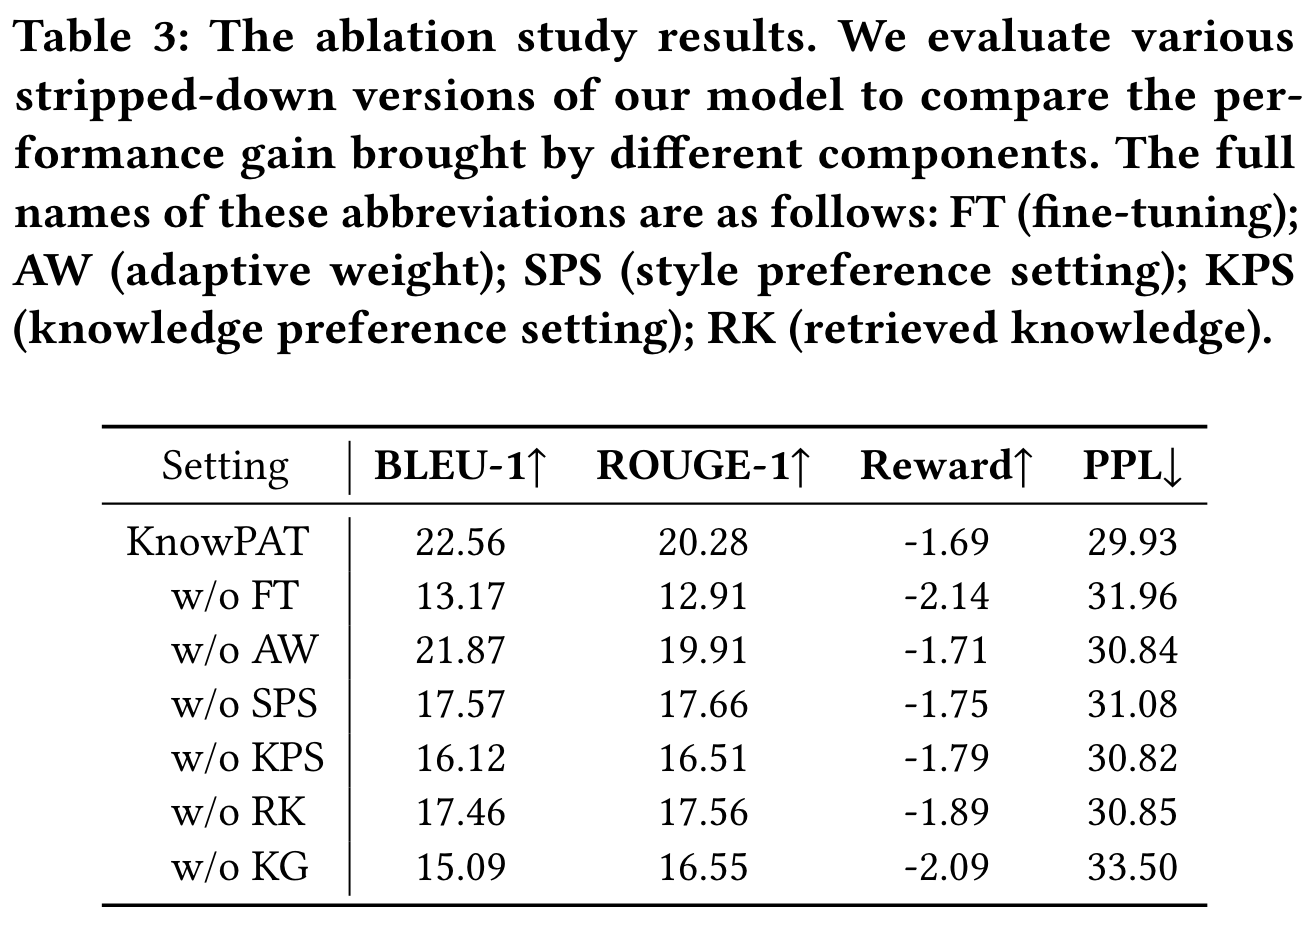 Table 3: The ablation study results. We evaluate various
stripped-down versions of our model to compare the per-
formance gain brought by different components. The full
names of these abbreviations are as follows: FT (fine-tuning);
AW (adaptive weight); SPS (style preference setting); KPS
(knowledge preference setting); RK (retrieved knowledge).
Setting BLEU-1↑ ROUGE-1↑ Reward↑ PPL↓
KnowPAT 22.56 20.28 -1.69 29.93
w/o FT 13.17 12.91 -2.14 31.96
w/o AW 21.87 19.91 -1.71 30.84
w/o SPS 17.57 17.66 -1.75 31.08
w/o KPS 16.12 16.51 -1.79 30.82
w/o RK 17.46 17.56 -1.89 30.85
w/o KG 15.09 16.55 -2.09 33.50